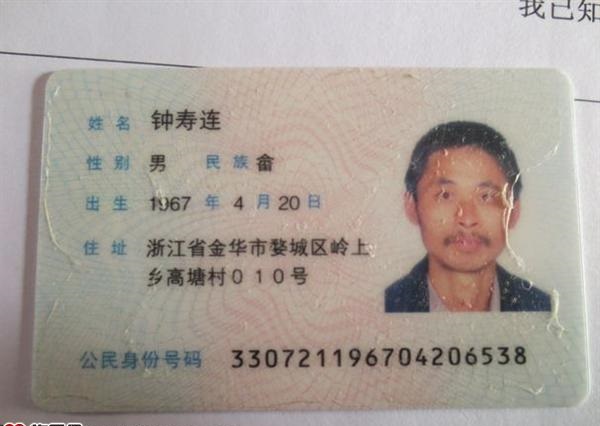 我已知
姓名 钟寿连
性别 男 民族 畲
出生 1967 年 4 月 20 日
住址 浙江省金华市婺城区岭上
乡高塘村010号
公民身份号码 330721196704206538